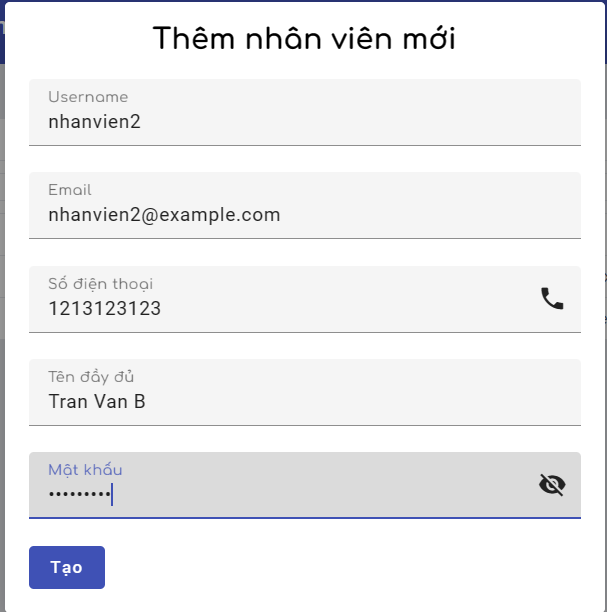 Thêm nhân viên mới
Username
nhanvien2
Email
nhanvien2@example.com
Số điện thoại
1213123123
Tên đầy đủ
Tran Van B
Mật khẩu
•••••••••
Tạo